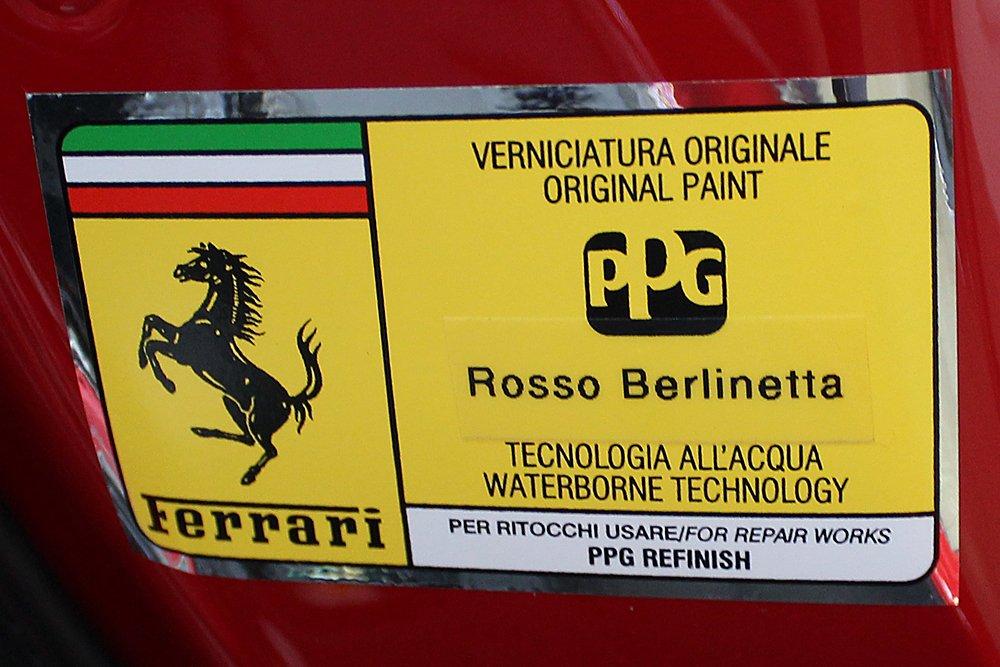 Ferrari
VERNICIATURA ORIGINALE
ORIGINAL PAINT
PPG
Rosso Berlinetta
TECNOLOGIA ALL'ACQUA
WATERBORNE TECHNOLOGY
PER RITOCCHI USARE/FOR REPAIR WORKS
PPG REFINISH